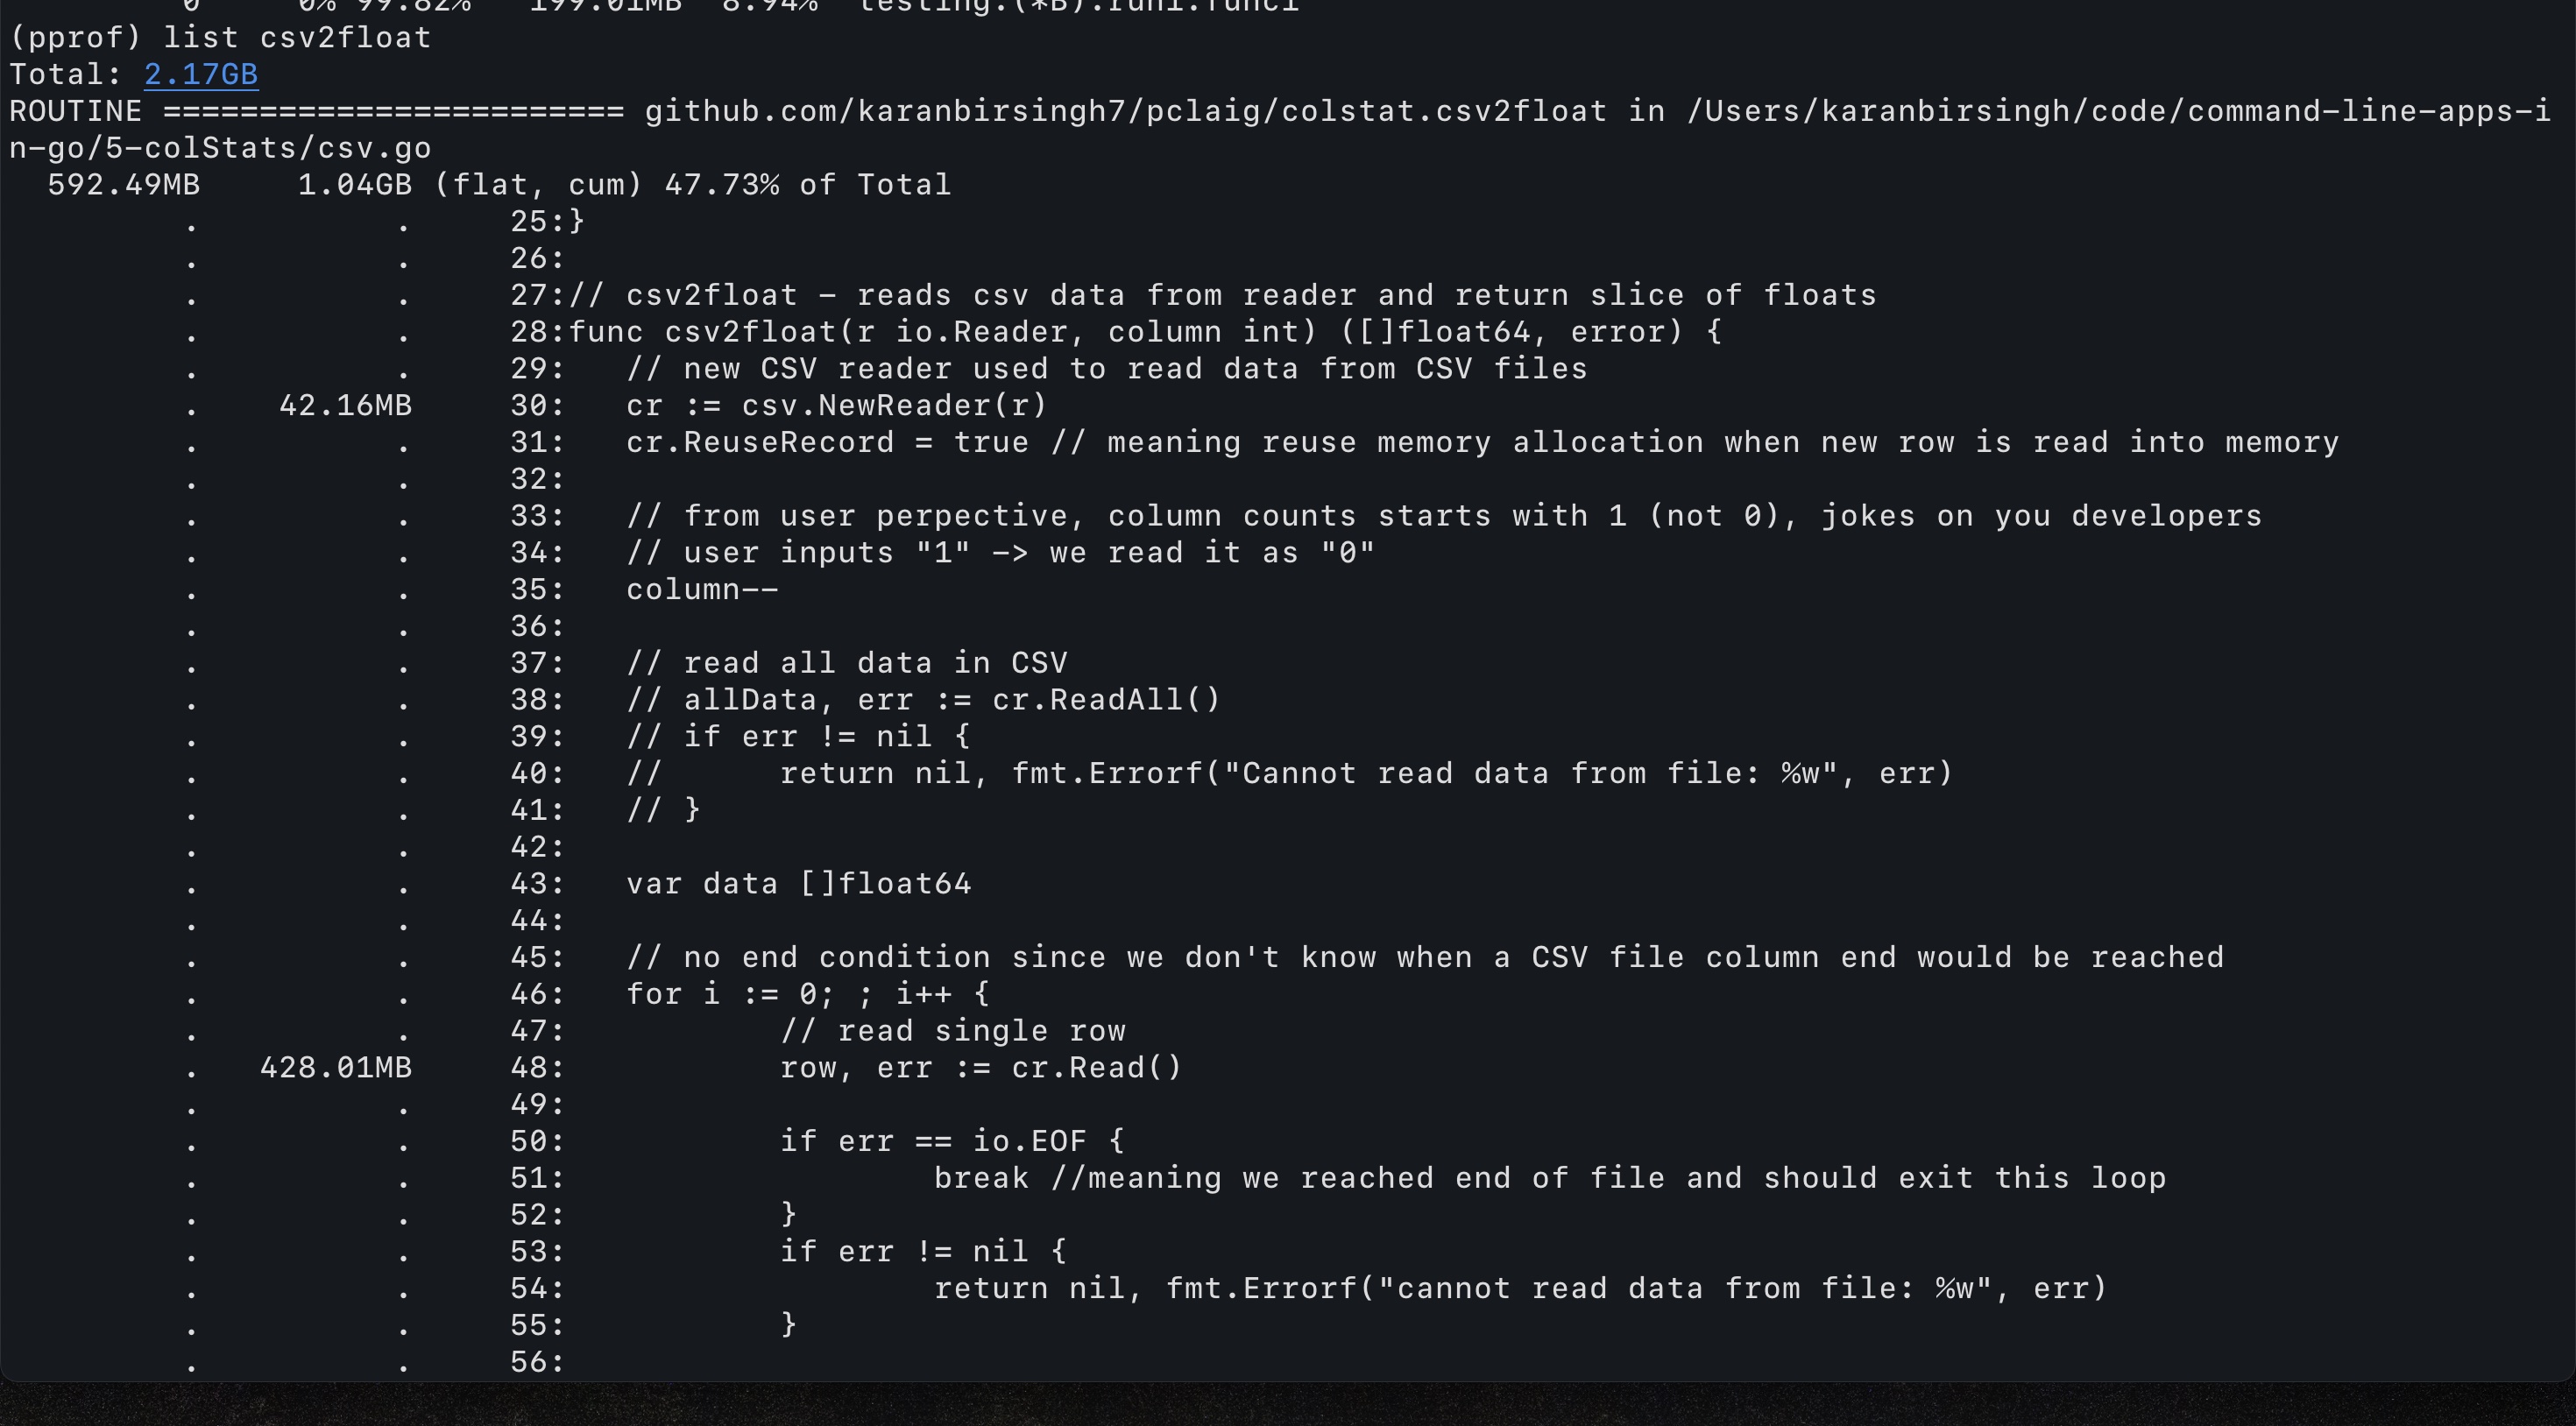 0     0% 99.82%   199.01MB  8.94%  testing.(*B).run1.func1
(pprof) list csv2float
Total: 2.17GB
ROUTINE ======================== github.com/karanbirsingh7/pclaig/colstat.csv2float in /Users/karanbirsingh/code/command-line-apps-i
n-go/5-colStats/csv.go
  592.49MB     1.04GB (flat, cum) 47.73% of Total
         .          .     25:}
         .          .     26:
         .          .     27:// csv2float - reads csv data from reader and return slice of floats
         .          .     28:func csv2float(r io.Reader, column int) ([]float64, error) {
         .          .     29:   // new CSV reader used to read data from CSV files
         .    42.16MB     30:   cr := csv.NewReader(r)
         .          .     31:   cr.ReuseRecord = true // meaning reuse memory allocation when new row is read into memory
         .          .     32:
         .          .     33:   // from user perpective, column counts starts with 1 (not 0), jokes on you developers
         .          .     34:   // user inputs "1" -> we read it as "0"
         .          .     35:   column--
         .          .     36:
         .          .     37:   // read all data in CSV
         .          .     38:   // allData, err := cr.ReadAll()
         .          .     39:   // if err != nil {
         .          .     40:   //      return nil, fmt.Errorf("Cannot read data from file: %w", err)
         .          .     41:   // }
         .          .     42:
         .          .     43:   var data []float64
         .          .     44:
         .          .     45:   // no end condition since we don't know when a CSV file column end would be reached
         .          .     46:   for i := 0; ; i++ {
         .          .     47:           // read single row
         .   428.01MB     48:           row, err := cr.Read()
         .          .     49:
         .          .     50:           if err == io.EOF {
         .          .     51:                   break //meaning we reached end of file and should exit this loop
         .          .     52:           }
         .          .     53:           if err != nil {
         .          .     54:                   return nil, fmt.Errorf("cannot read data from file: %w", err)
         .          .     55:           }
         .          .     56: